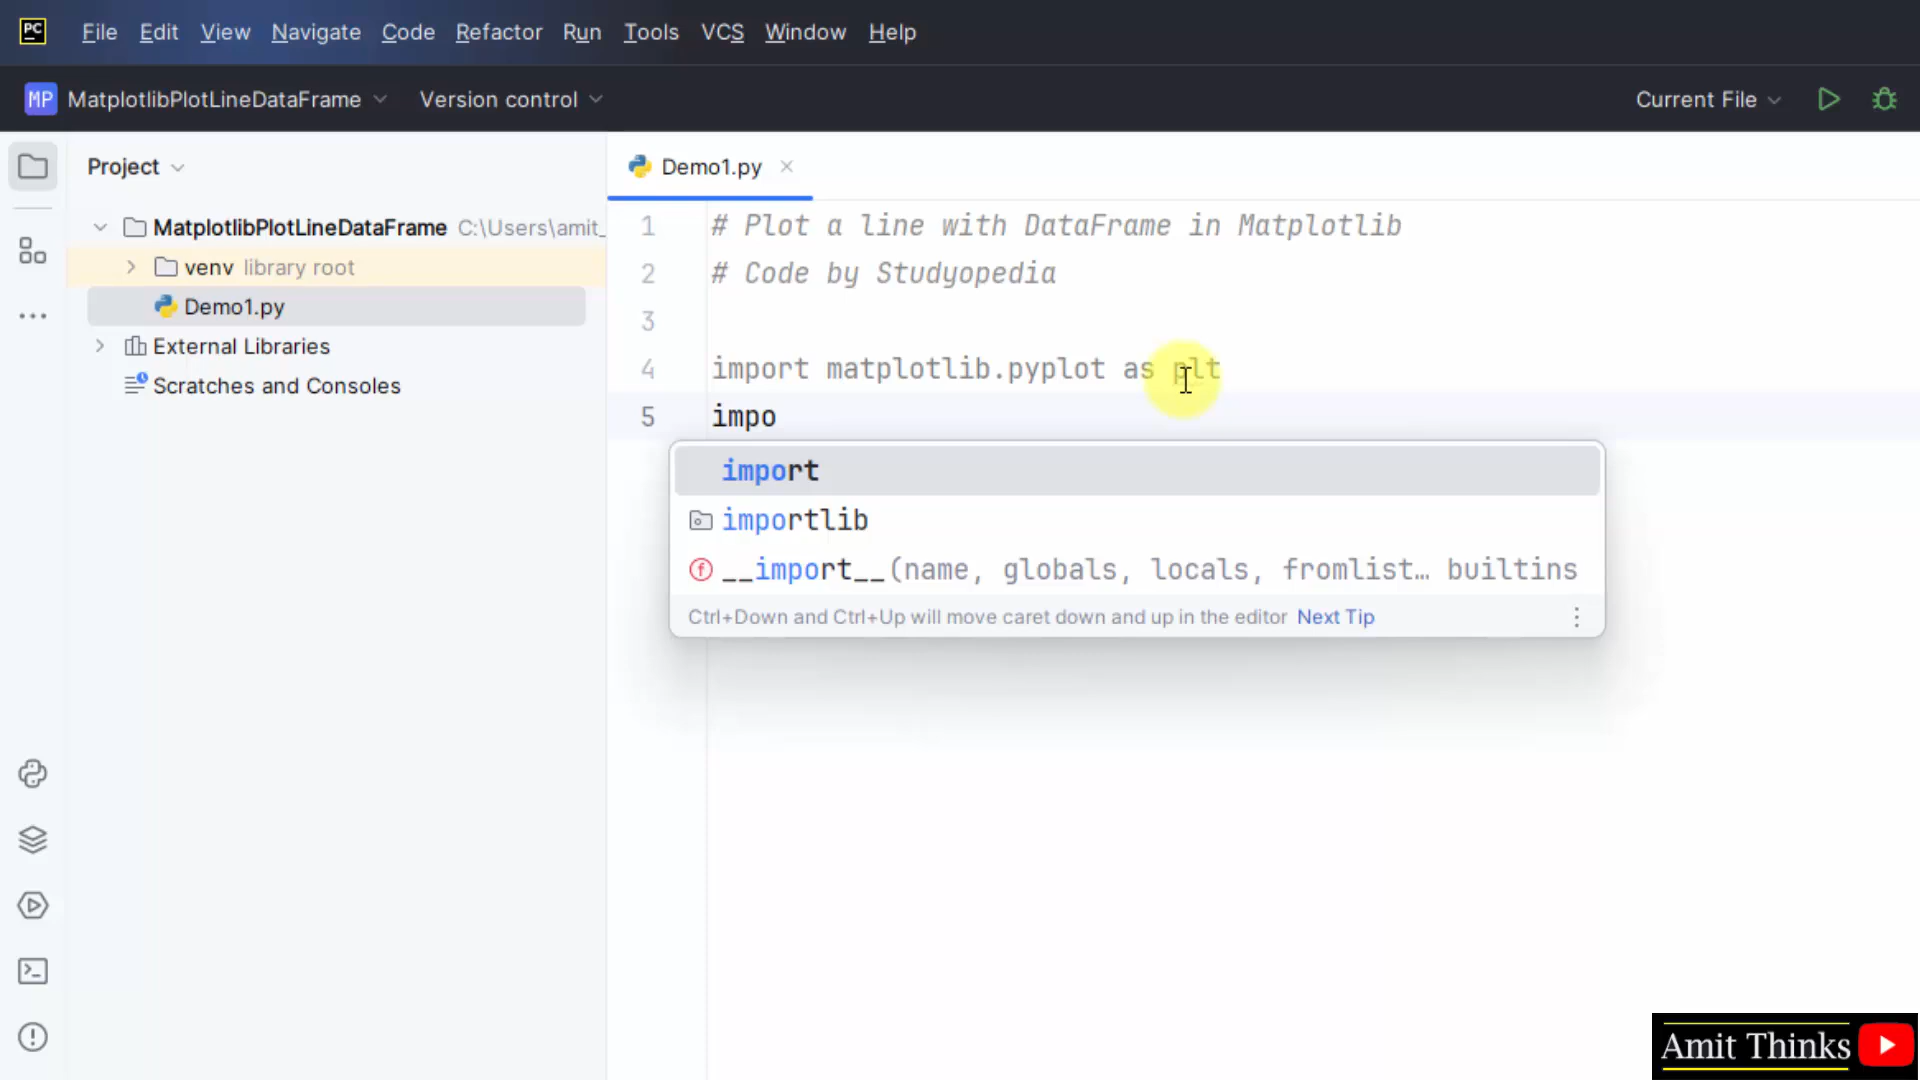 PC File Edit View Navigate Code Refactor Run Tools VCS Window Help
MP MatplotlibPlotLineDataFrame Version control Current File
Project
Demo1.py
MatplotlibPlotLineDataFrame C:\Users\amit_
venv library root
Demo1.py
External Libraries
Scratches and Consoles
1 # Plot a line with DataFrame in Matplotlib
2 # Code by Studyopedia
3
4 import matplotlib.pyplot as plt
5 impo
import
importlib
__import__(name, globals, locals, fromlist… builtins
Ctrl+Down and Ctrl+Up will move caret down and up in the editor Next Tip
Amit Thinks